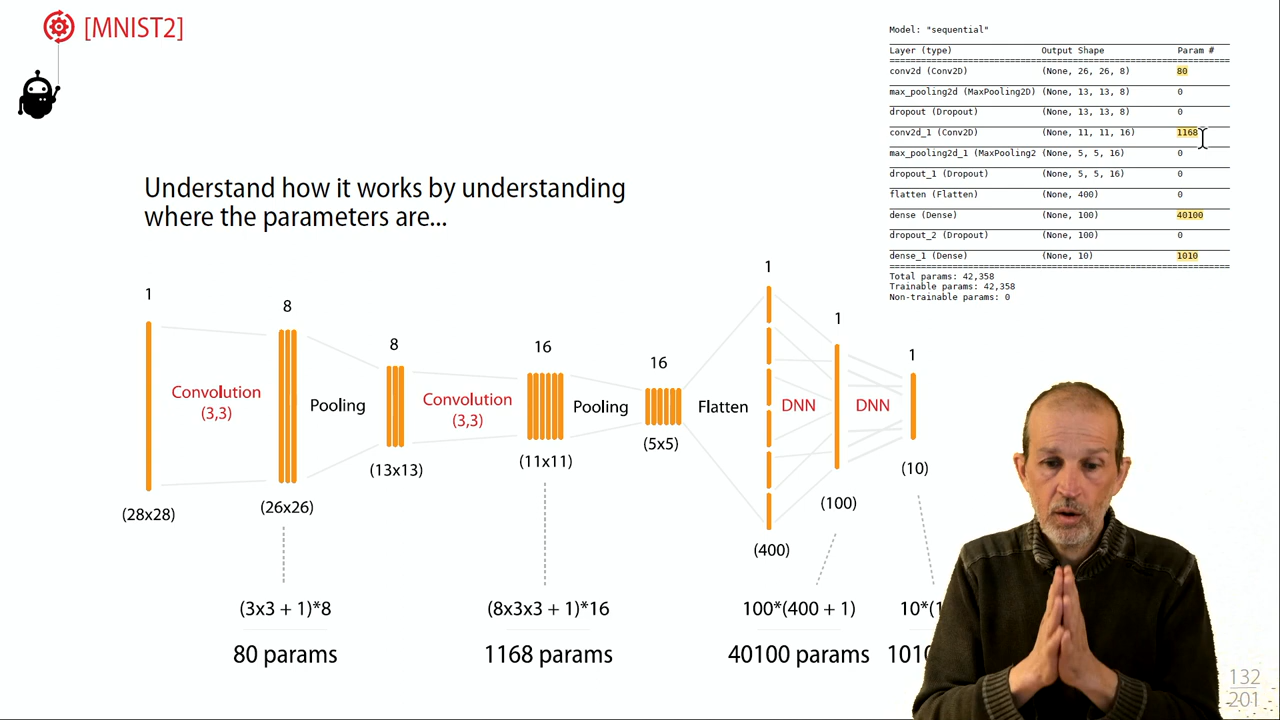 [MNIST2]
Model: "sequential"
Layer (type) Output Shape Param #
conv2d (Conv2D) (None, 26, 26, 8) 80
max_pooling2d (MaxPooling2D) (None, 13, 13, 8) 0
dropout (Dropout) (None, 13, 13, 8) 0
conv2d_1 (Conv2D) (None, 11, 11, 16) 1168
max_pooling2d_1 (MaxPooling2 (None, 5, 5, 16) 0
dropout_1 (Dropout) (None, 5, 5, 16) 0
flatten (Flatten) (None, 400) 0
dense (Dense) (None, 100) 40100
dropout_2 (Dropout) (None, 100) 0
dense_1 (Dense) (None, 10) 1010
Total params: 42,358
Trainable params: 42,358
Non-trainable params: 0
Understand how it works by understanding
where the parameters are...
1 8 8 16 16 1 1 1
Convolution
(3,3)
Pooling
Convolution
(3,3)
Pooling
Flatten
DNN
DNN
(28x28) (26x26) (13x13) (11x11) (5x5) (400) (100) (10)
(3x3 + 1)*8 (8x3x3 + 1)*16 100*(400 + 1) 10*(1
80 params 1168 params 40100 params 1010
132
201